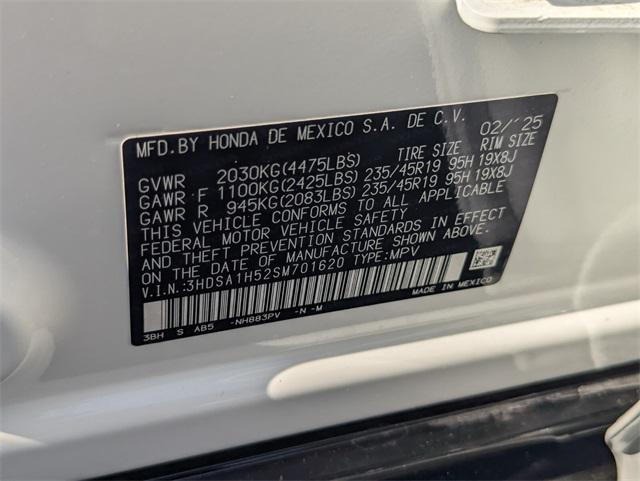 MFD.BY HONDA DE MEXICO S.A. DE C.V. 02/'25
GVWR 2030KG(4475LBS) TIRE SIZE RIM SIZE
GAWR F 1100KG(2425LBS) 235/45R19 95H 19X8J
GAWR R 945KG(2083LBS) 235/45R19 95H 19X8J
THIS VEHICLE CONFORMS TO ALL APPLICABLE
FEDERAL MOTOR VEHICLE SAFETY
AND THEFT PREVENTION STANDARDS IN EFFECT
ON THE DATE OF MANUFACTURE SHOWN ABOVE.
V.I.N.:3HDSA1H52SM701620 TYPE:MPV
3BH S AB5 -NH883PV -N -M MADE IN MEXICO